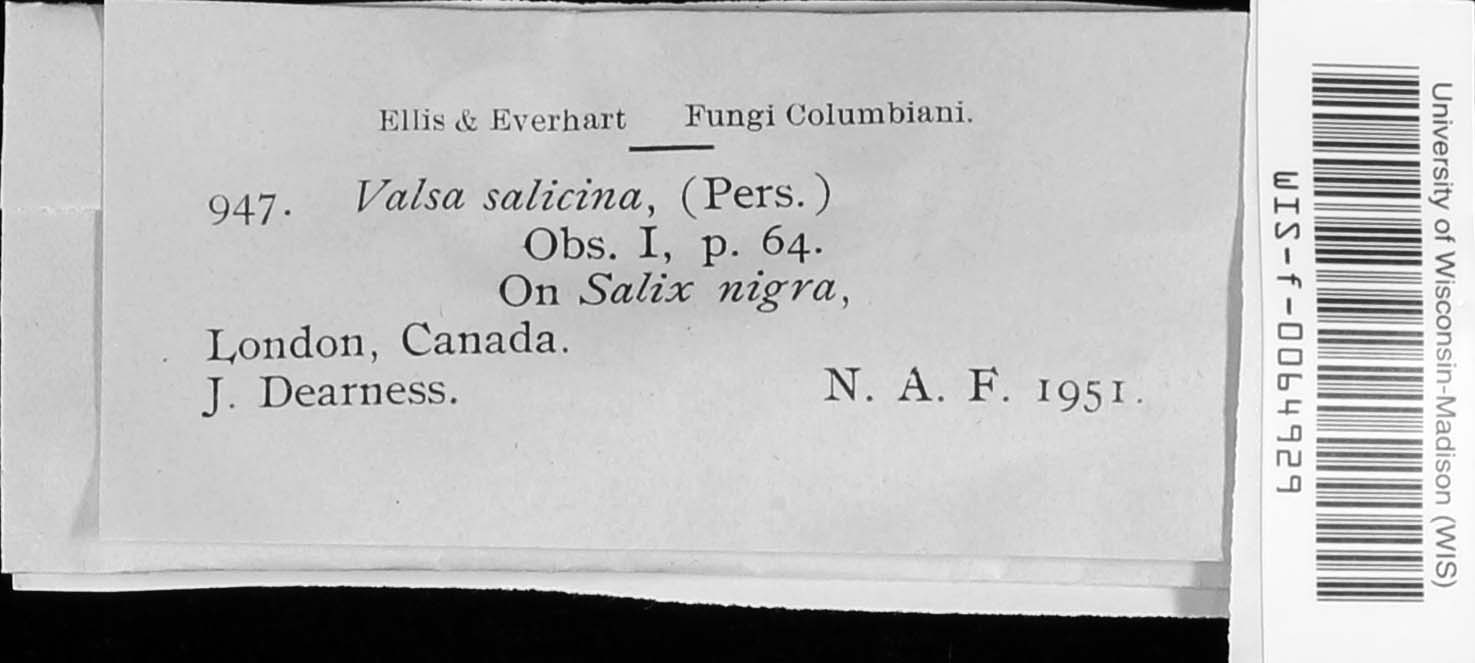 Ellis & Everhart Fungi Columbiani.
947. Valsa salicina, (Pers.)
Obs. I, p. 64.
On Salix nigra,
London, Canada.
J. Dearness. N. A. F. 1951.
WIS-f-0064929
University of Wisconsin-Madison (WIS)